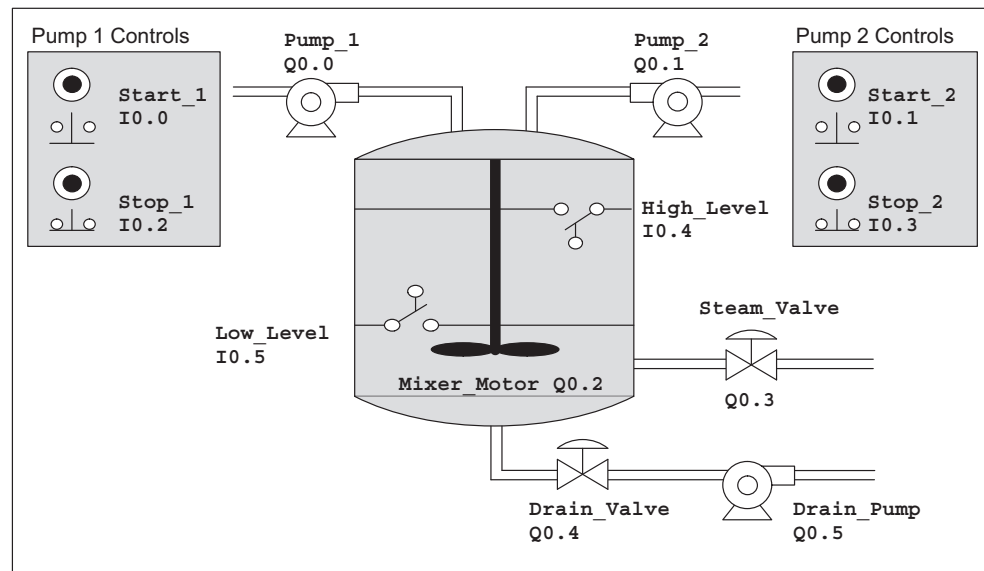 Pump 1 Controls
Start_1
I0.0
Stop_1
I0.2
Pump_1
Q0.0
Pump_2
Q0.1
Pump 2 Controls
Start_2
I0.1
Stop_2
I0.3
High_Level
I0.4
Low_Level
I0.5
Mixer_Motor Q0.2
Steam_Valve
Q0.3
Drain_Valve
Q0.4
Drain_Pump
Q0.5